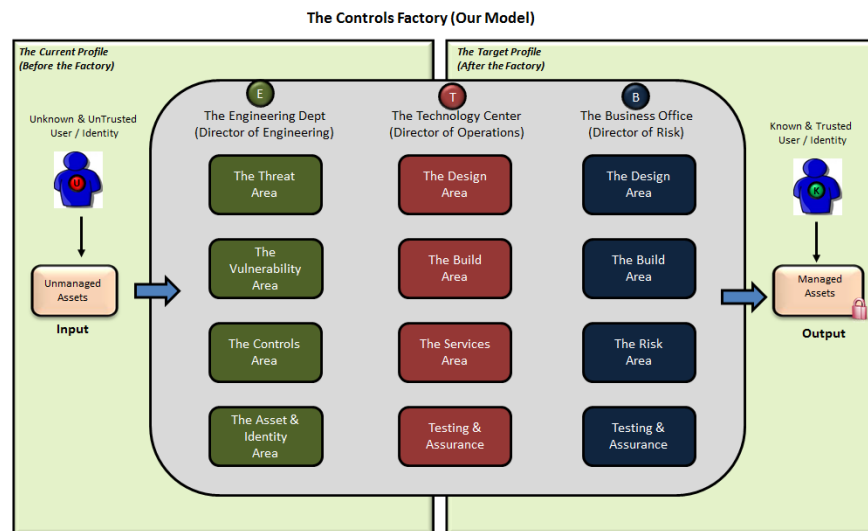 The Controls Factory (Our Model)
The Current Profile
(Before the Factory)
The Target Profile
(After the Factory)
E
T
B
The Engineering Dept
(Director of Engineering)
The Technology Center
(Director of Operations)
The Business Office
(Director of Risk)
Unknown & UnTrusted
User / Identity
U
Unmanaged
Assets
Input
The Threat
Area
The
Vulnerability
Area
The Controls
Area
The Asset &
Identity
Area
The Design
Area
The Build
Area
The Services
Area
Testing &
Assurance
The Design
Area
The Build
Area
The Risk
Area
Testing &
Assurance
Known & Trusted
User / Identity
K
Managed
Assets
Output